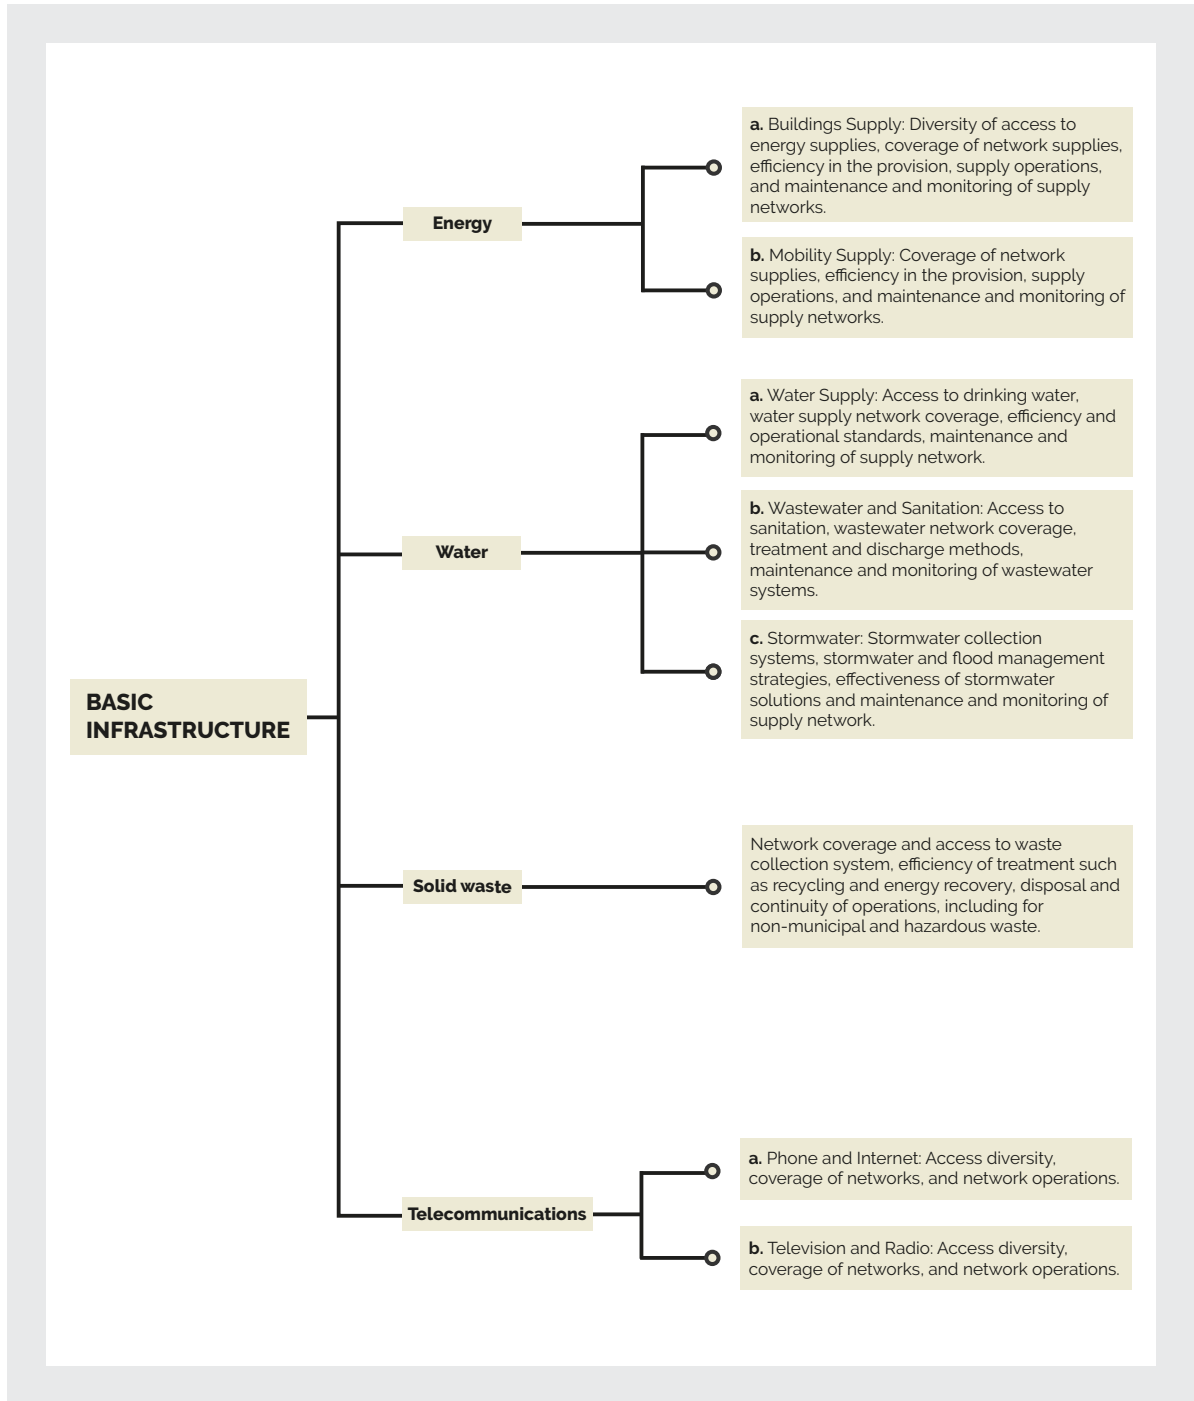 BASIC
INFRASTRUCTURE
Energy
a. Buildings Supply: Diversity of access to
energy supplies, coverage of network supplies,
efficiency in the provision, supply operations,
and maintenance and monitoring of supply
networks.
b. Mobility Supply: Coverage of network
supplies, efficiency in the provision, supply
operations, and maintenance and monitoring of
supply networks.
Water
a. Water Supply: Access to drinking water,
water supply network coverage, efficiency and
operational standards, maintenance and
monitoring of supply network.
b. Wastewater and Sanitation: Access to
sanitation, wastewater network coverage,
treatment and discharge methods,
maintenance and monitoring of wastewater
systems.
c. Stormwater: Stormwater collection
systems, stormwater and flood management
strategies, effectiveness of stormwater
solutions and maintenance and monitoring of
supply network.
Solid waste
Network coverage and access to waste
collection system, efficiency of treatment such
as recycling and energy recovery, disposal and
continuity of operations, including for
non-municipal and hazardous waste.
Telecommunications
a. Phone and Internet: Access diversity,
coverage of networks, and network operations.
b. Television and Radio: Access diversity,
coverage of networks, and network operations.